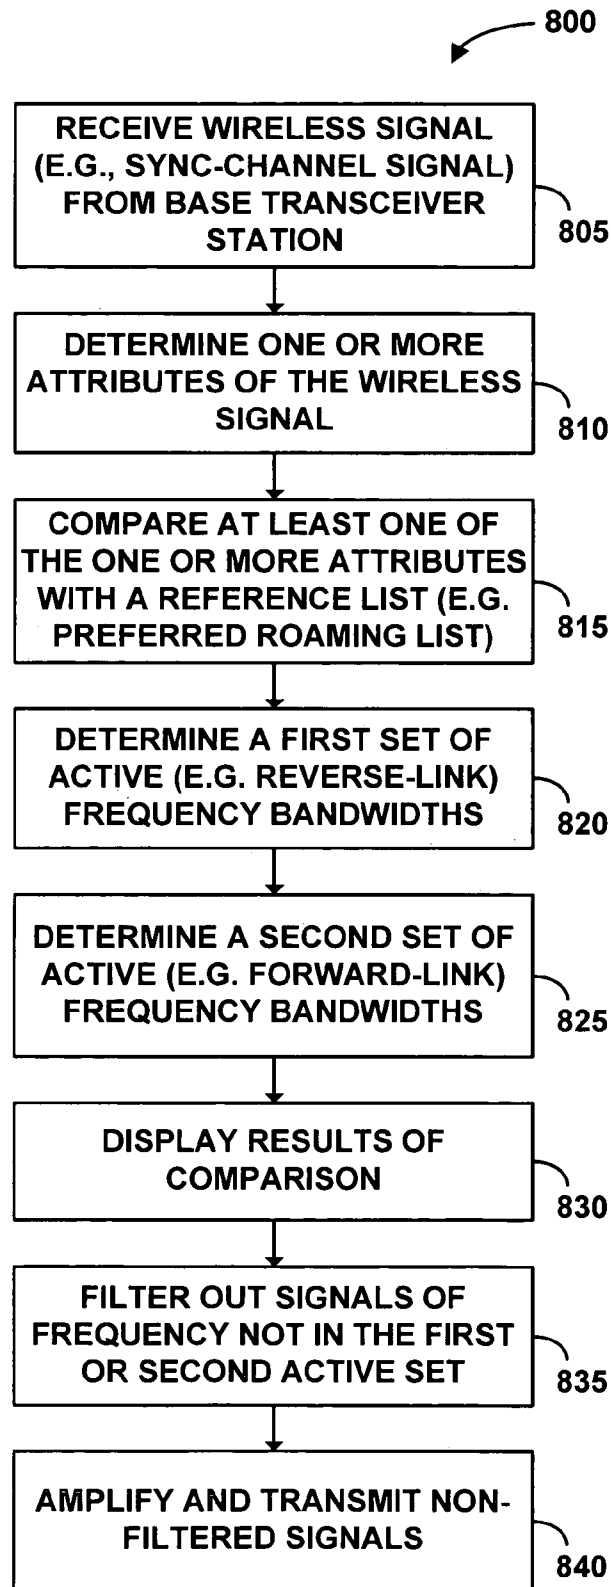 800
RECEIVE WIRELESS SIGNAL
(E.G., SYNC-CHANNEL SIGNAL)
FROM BASE TRANSCEIVER
STATION
805
DETERMINE ONE OR MORE
ATTRIBUTES OF THE WIRELESS
SIGNAL
810
COMPARE AT LEAST ONE OF
THE ONE OR MORE ATTRIBUTES
WITH A REFERENCE LIST (E.G.
PREFERRED ROAMING LIST)
815
DETERMINE A FIRST SET OF
ACTIVE (E.G. REVERSE-LINK)
FREQUENCY BANDWIDTHS
820
DETERMINE A SECOND SET OF
ACTIVE (E.G. FORWARD-LINK)
FREQUENCY BANDWIDTHS
825
DISPLAY RESULTS OF
COMPARISON
830
FILTER OUT SIGNALS OF
FREQUENCY NOT IN THE FIRST
OR SECOND ACTIVE SET
835
AMPLIFY AND TRANSMIT NON-
FILTERED SIGNALS
840